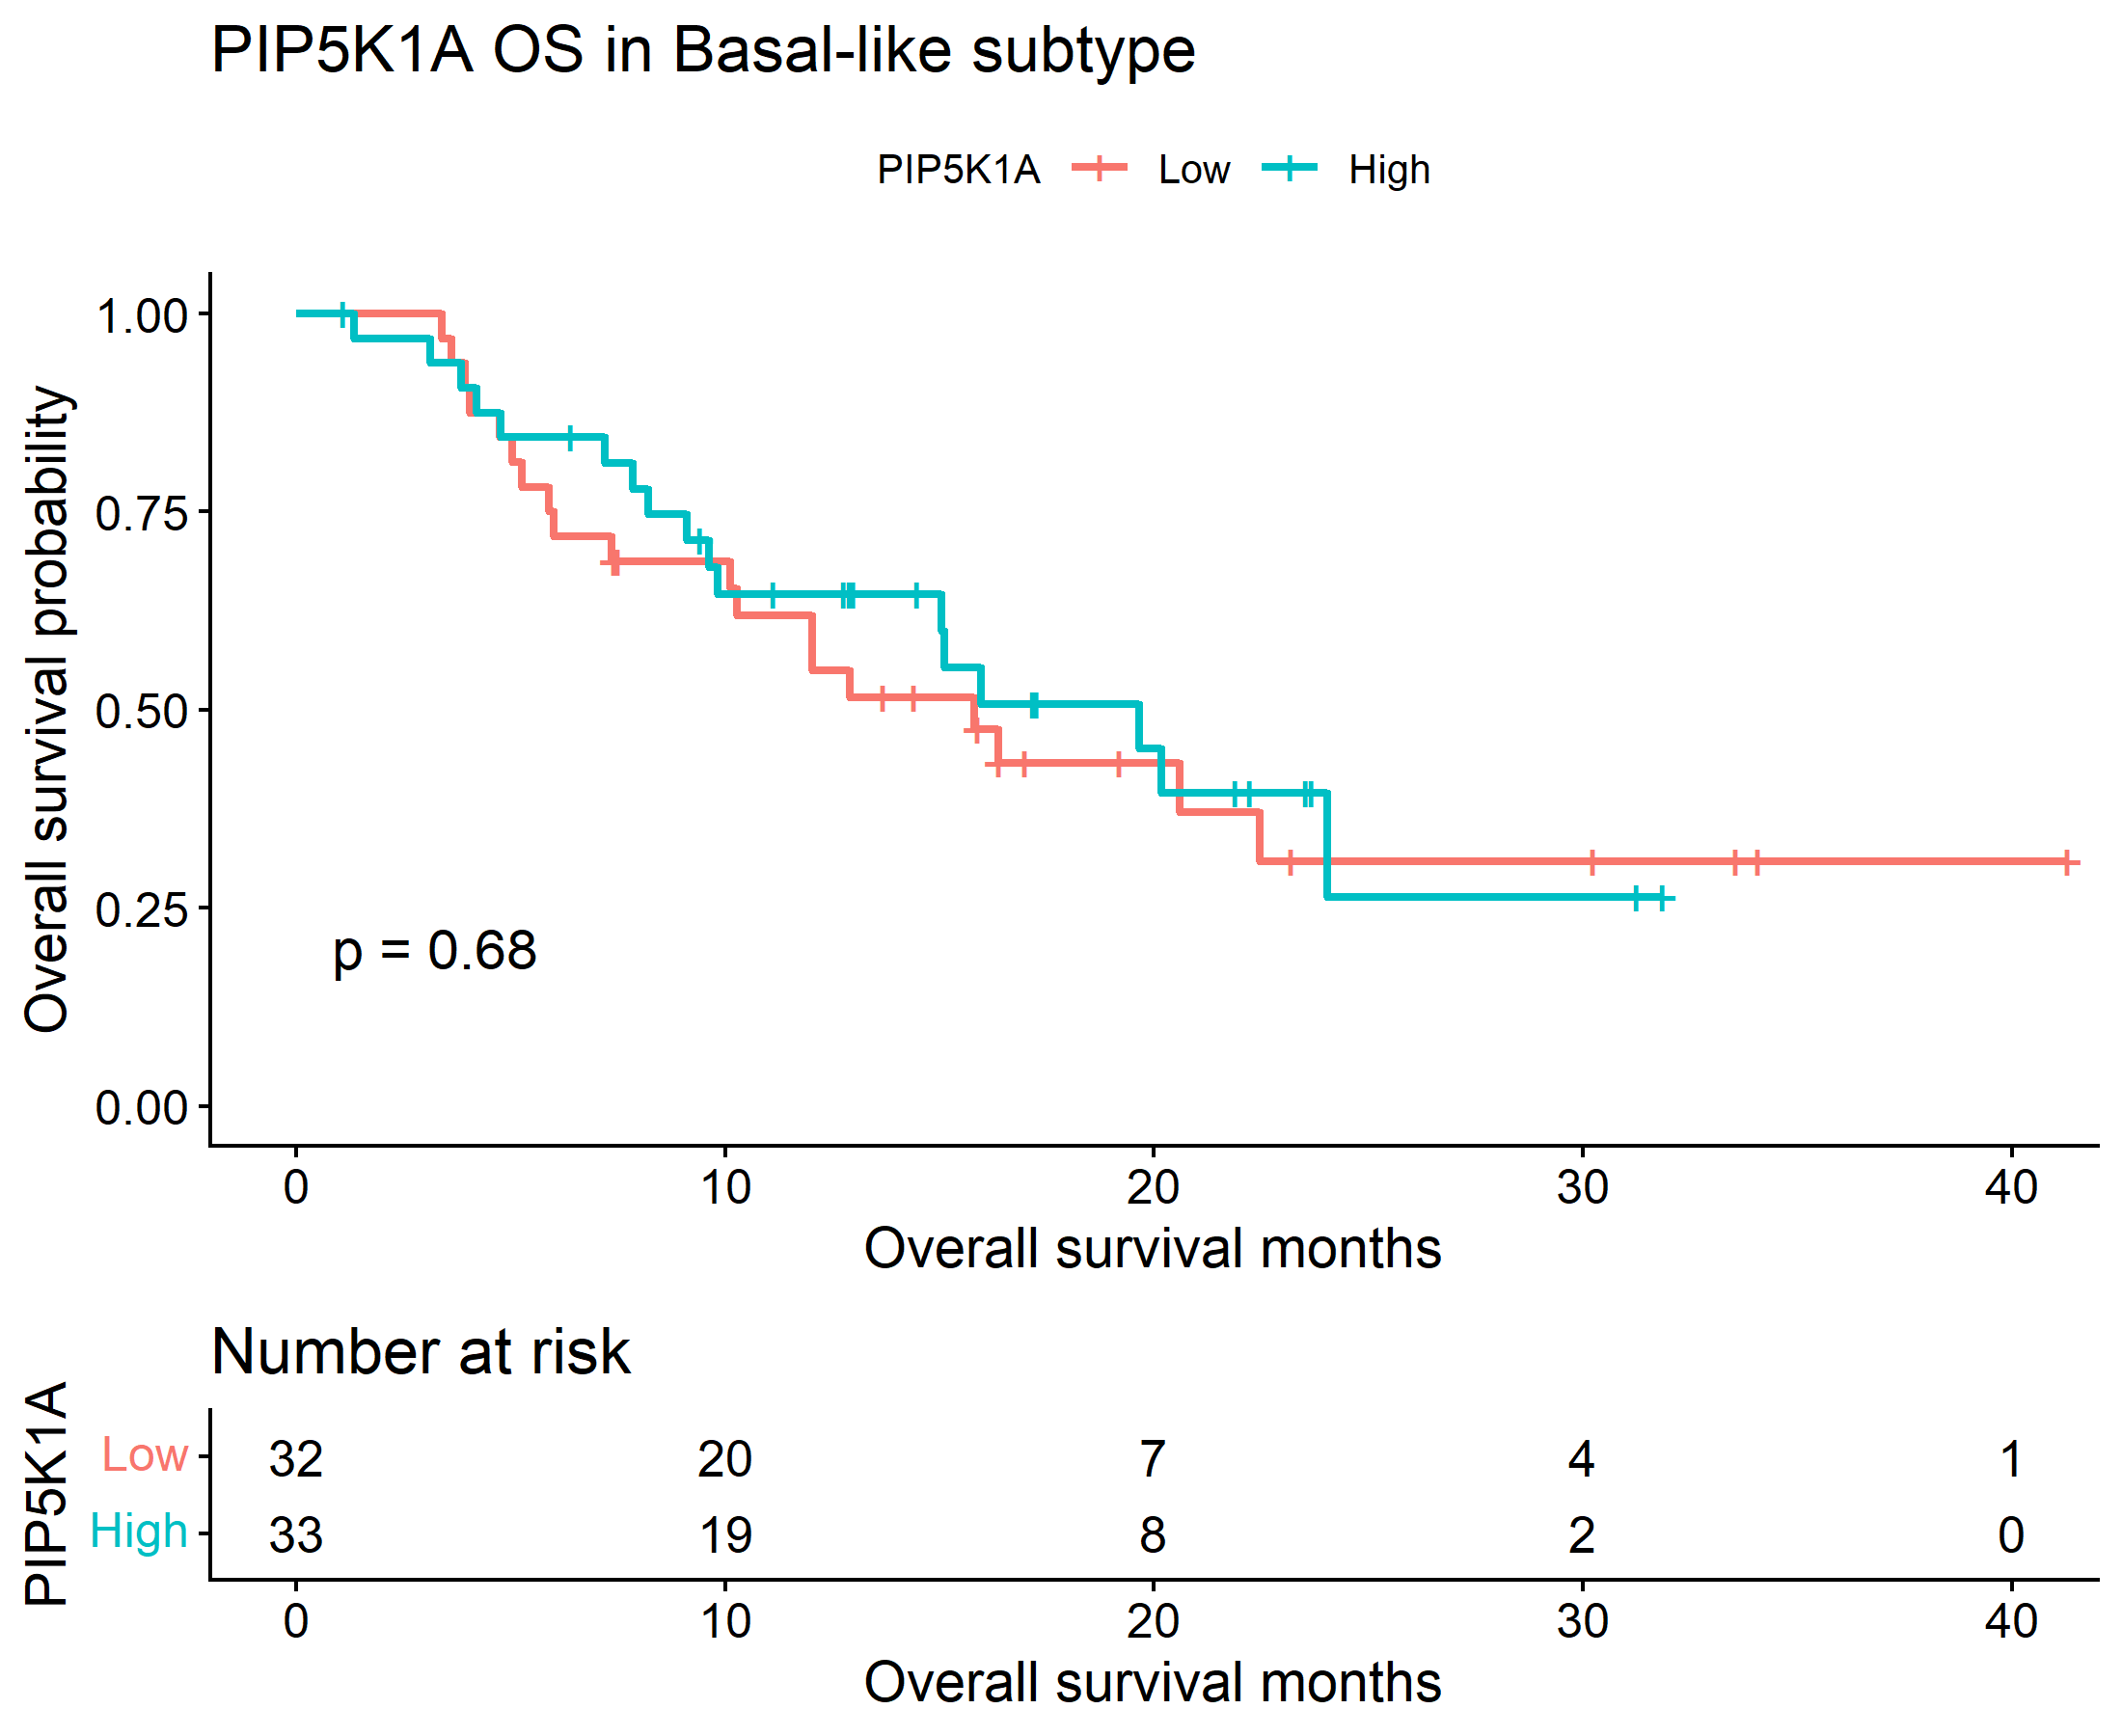 PIP5K1A OS in Basal-like subtype
PIP5K1A Low High
Overall survival probability
1.00
0.75
0.50
0.25
0.00
p = 0.68
0 10 20 30 40
Overall survival months
Number at risk
PIP5K1A
Low 32 20 7 4 1
High 33 19 8 2 0
0 10 20 30 40
Overall survival months